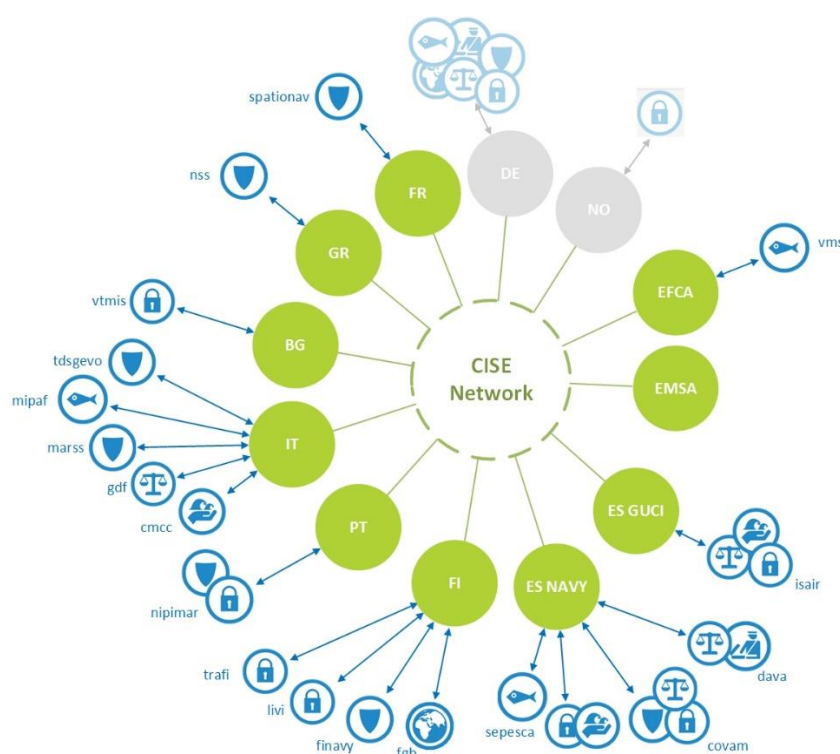 spationav
DE
NO
FR
nss
GR
vms
EFCA
vtmis
BG
CISE
Network
EMSA
tdsgevo
mipaf
marss
gdf
cmcc
IT
PT
ES GUCI
isair
nipimar
FI
ES NAVY
trafi
livi
finavy
sepesca
covam
dava